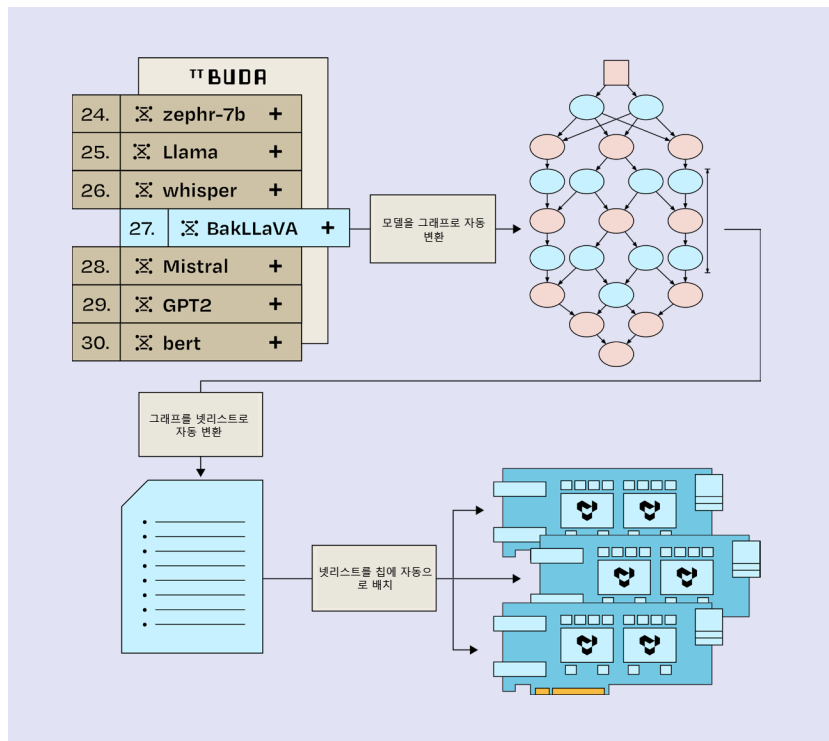 TT BUDA
24. zephr-7b +
25. Llama +
26. whisper +
27. BakLLaVA +
28. Mistral +
29. GPT2 +
30. bert +
모델을 그래프로 자동
변환
그래프를 넷리스트로
자동 변환
넷리스트를 칩에 자동으
로 배치